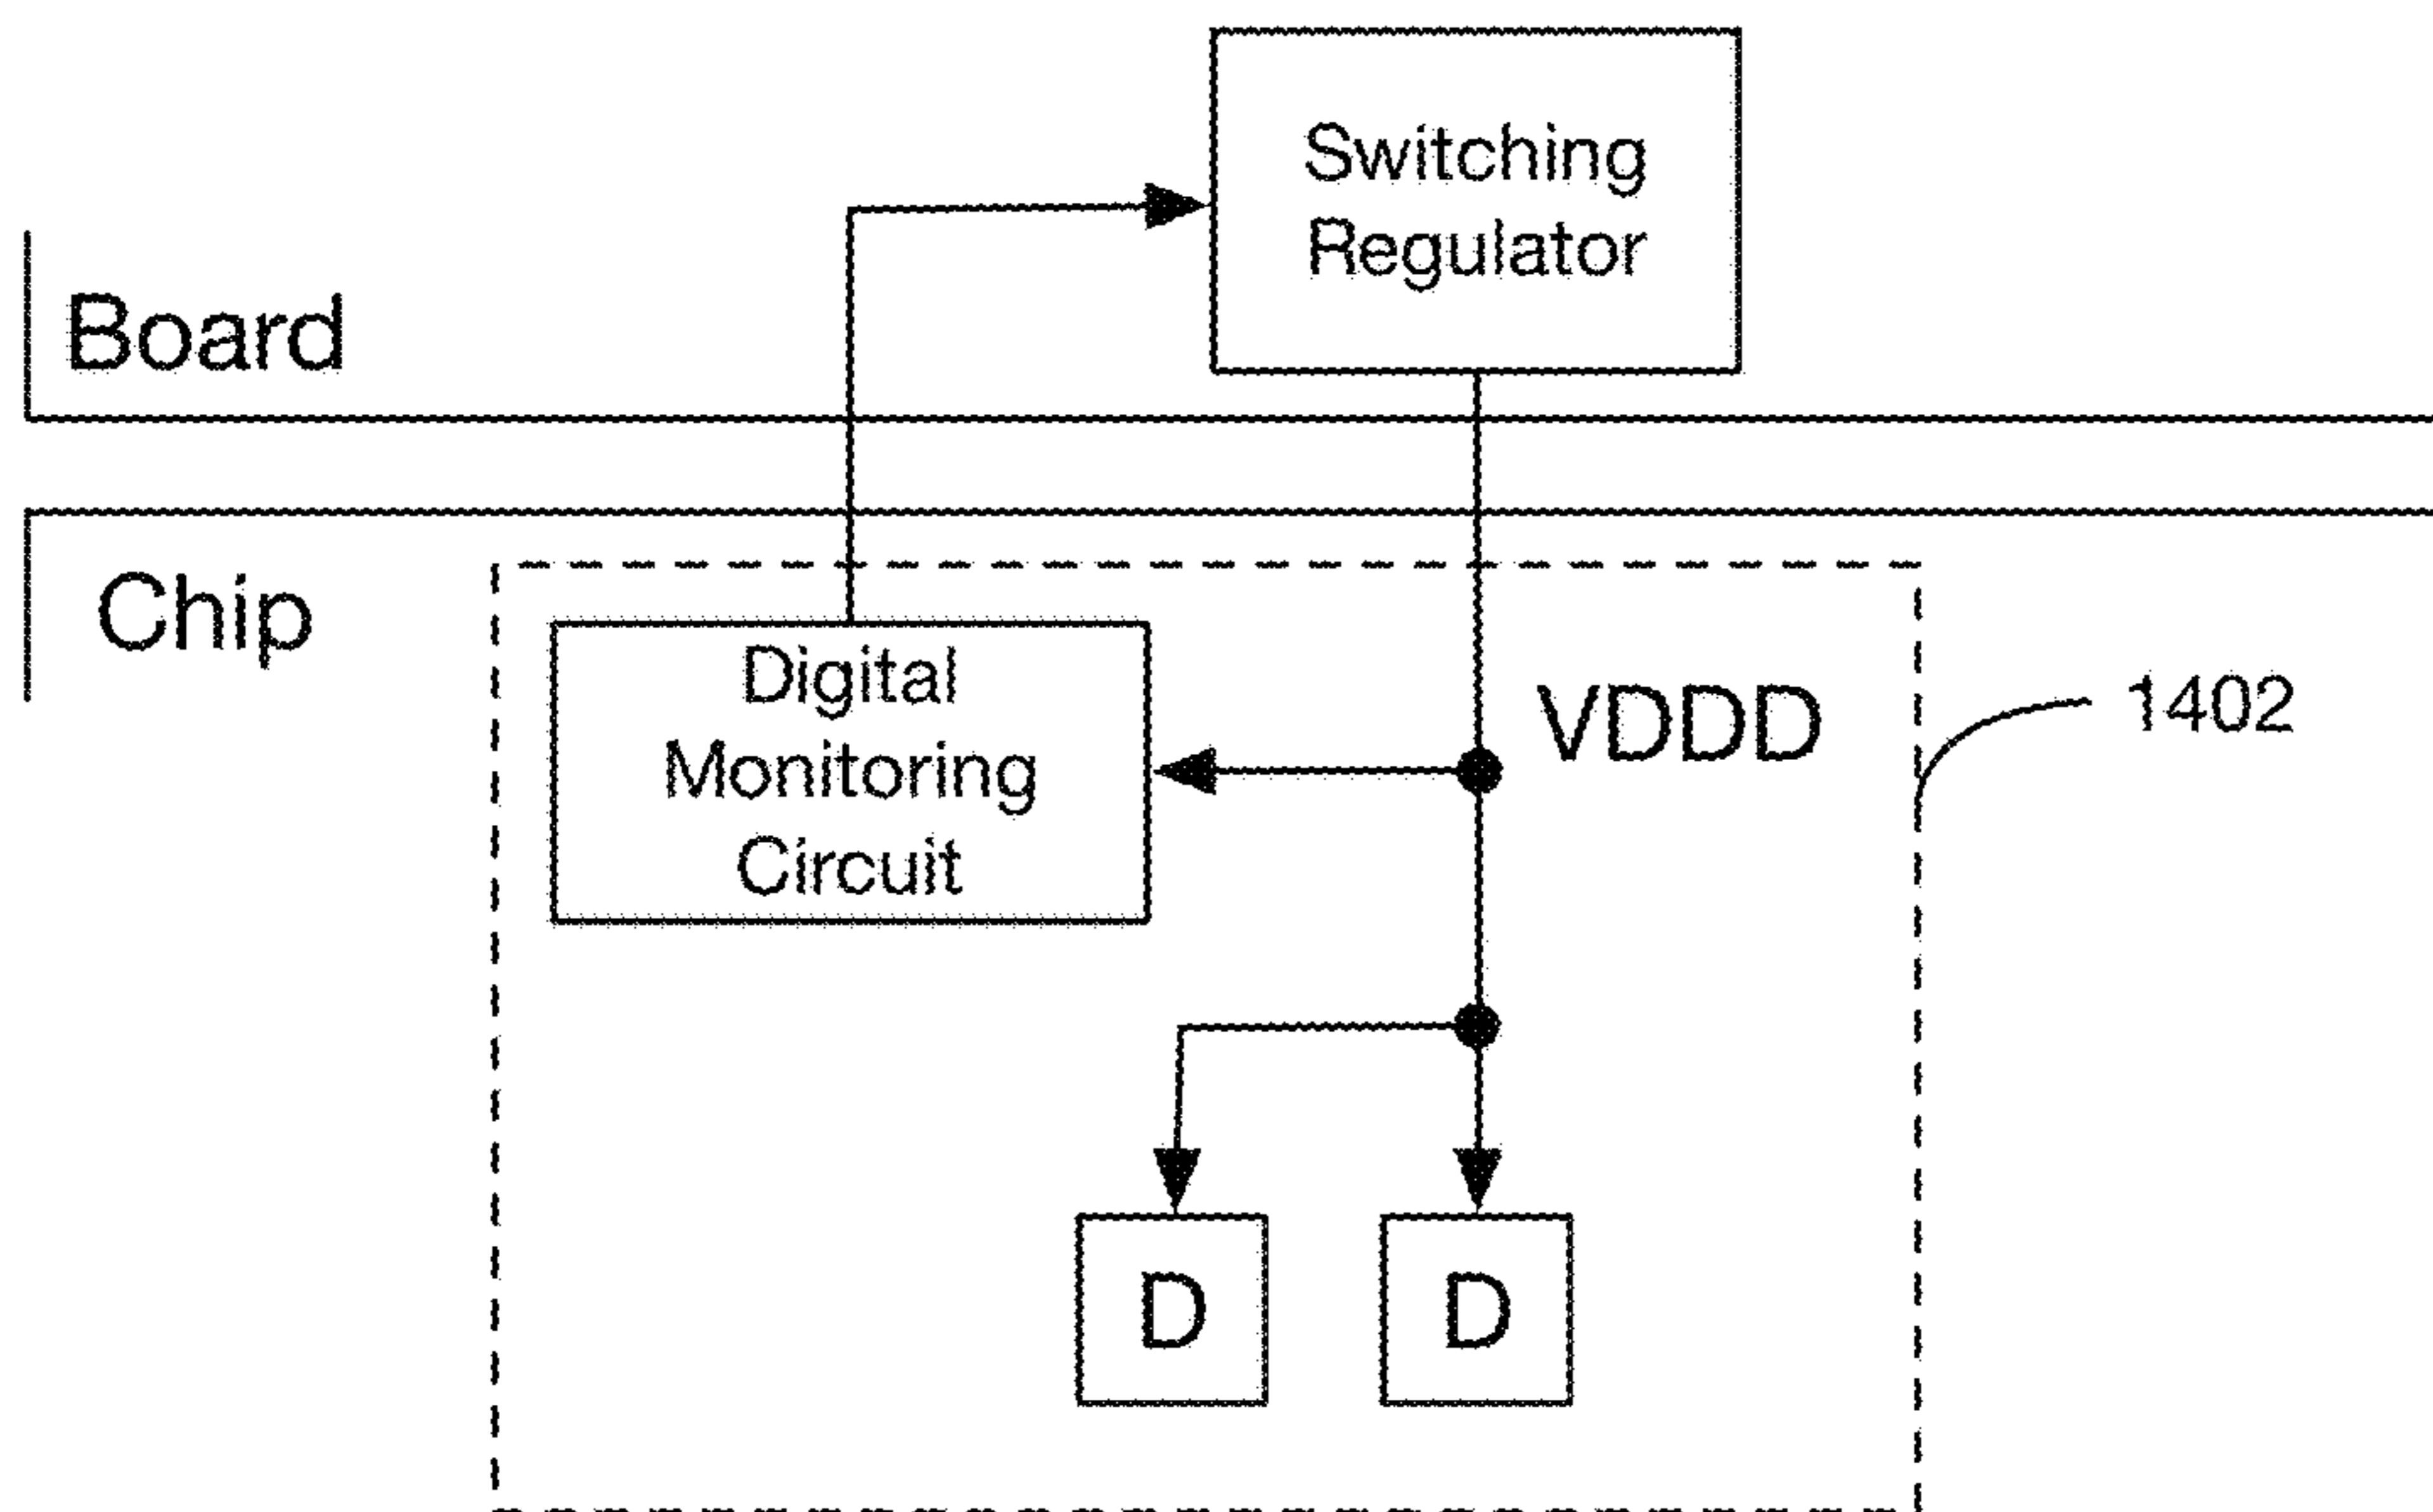 Switching
Regulator
Board
Chip
Digital
Monitoring
Circuit
VDDD
1402
D
D